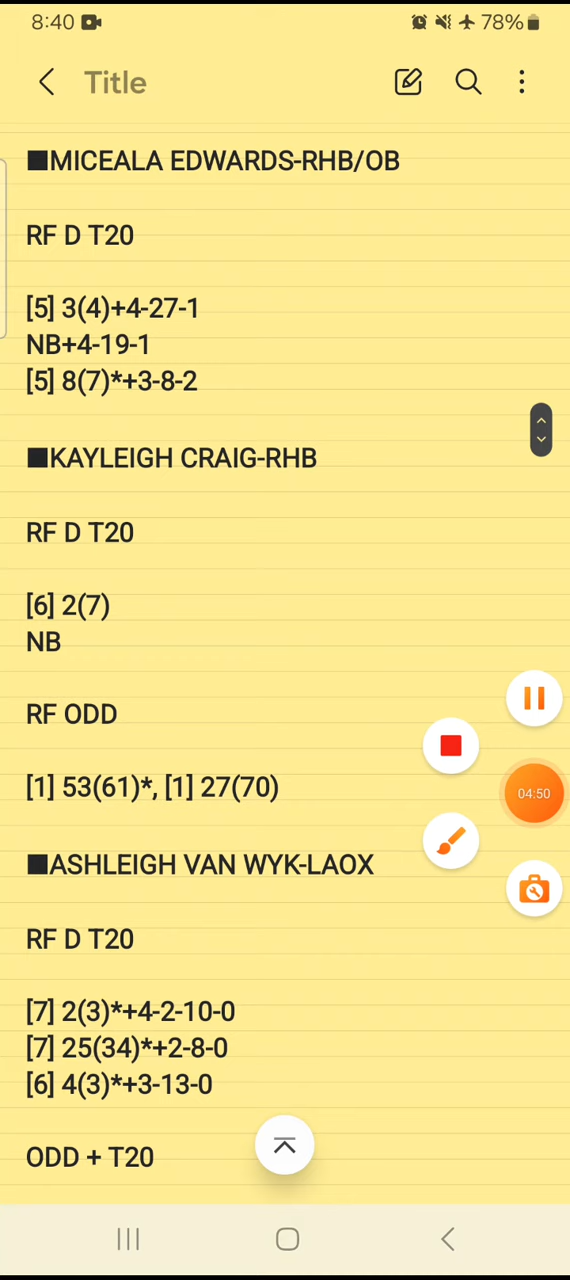 8:40
78%
Title
■MICEALA EDWARDS-RHB/OB
RF D T20
[5] 3(4)+4-27-1
NB+4-19-1
[5] 8(7)*+3-8-2
■KAYLEIGH CRAIG-RHB
RF D T20
[6] 2(7)
NB
RF ODD
[1] 53(61)*, [1] 27(70)
04:50
■ASHLEIGH VAN WYK-LAOX
RF D T20
[7] 2(3)*+4-2-10-0
[7] 25(34)*+2-8-0
[6] 4(3)*+3-13-0
ODD + T20